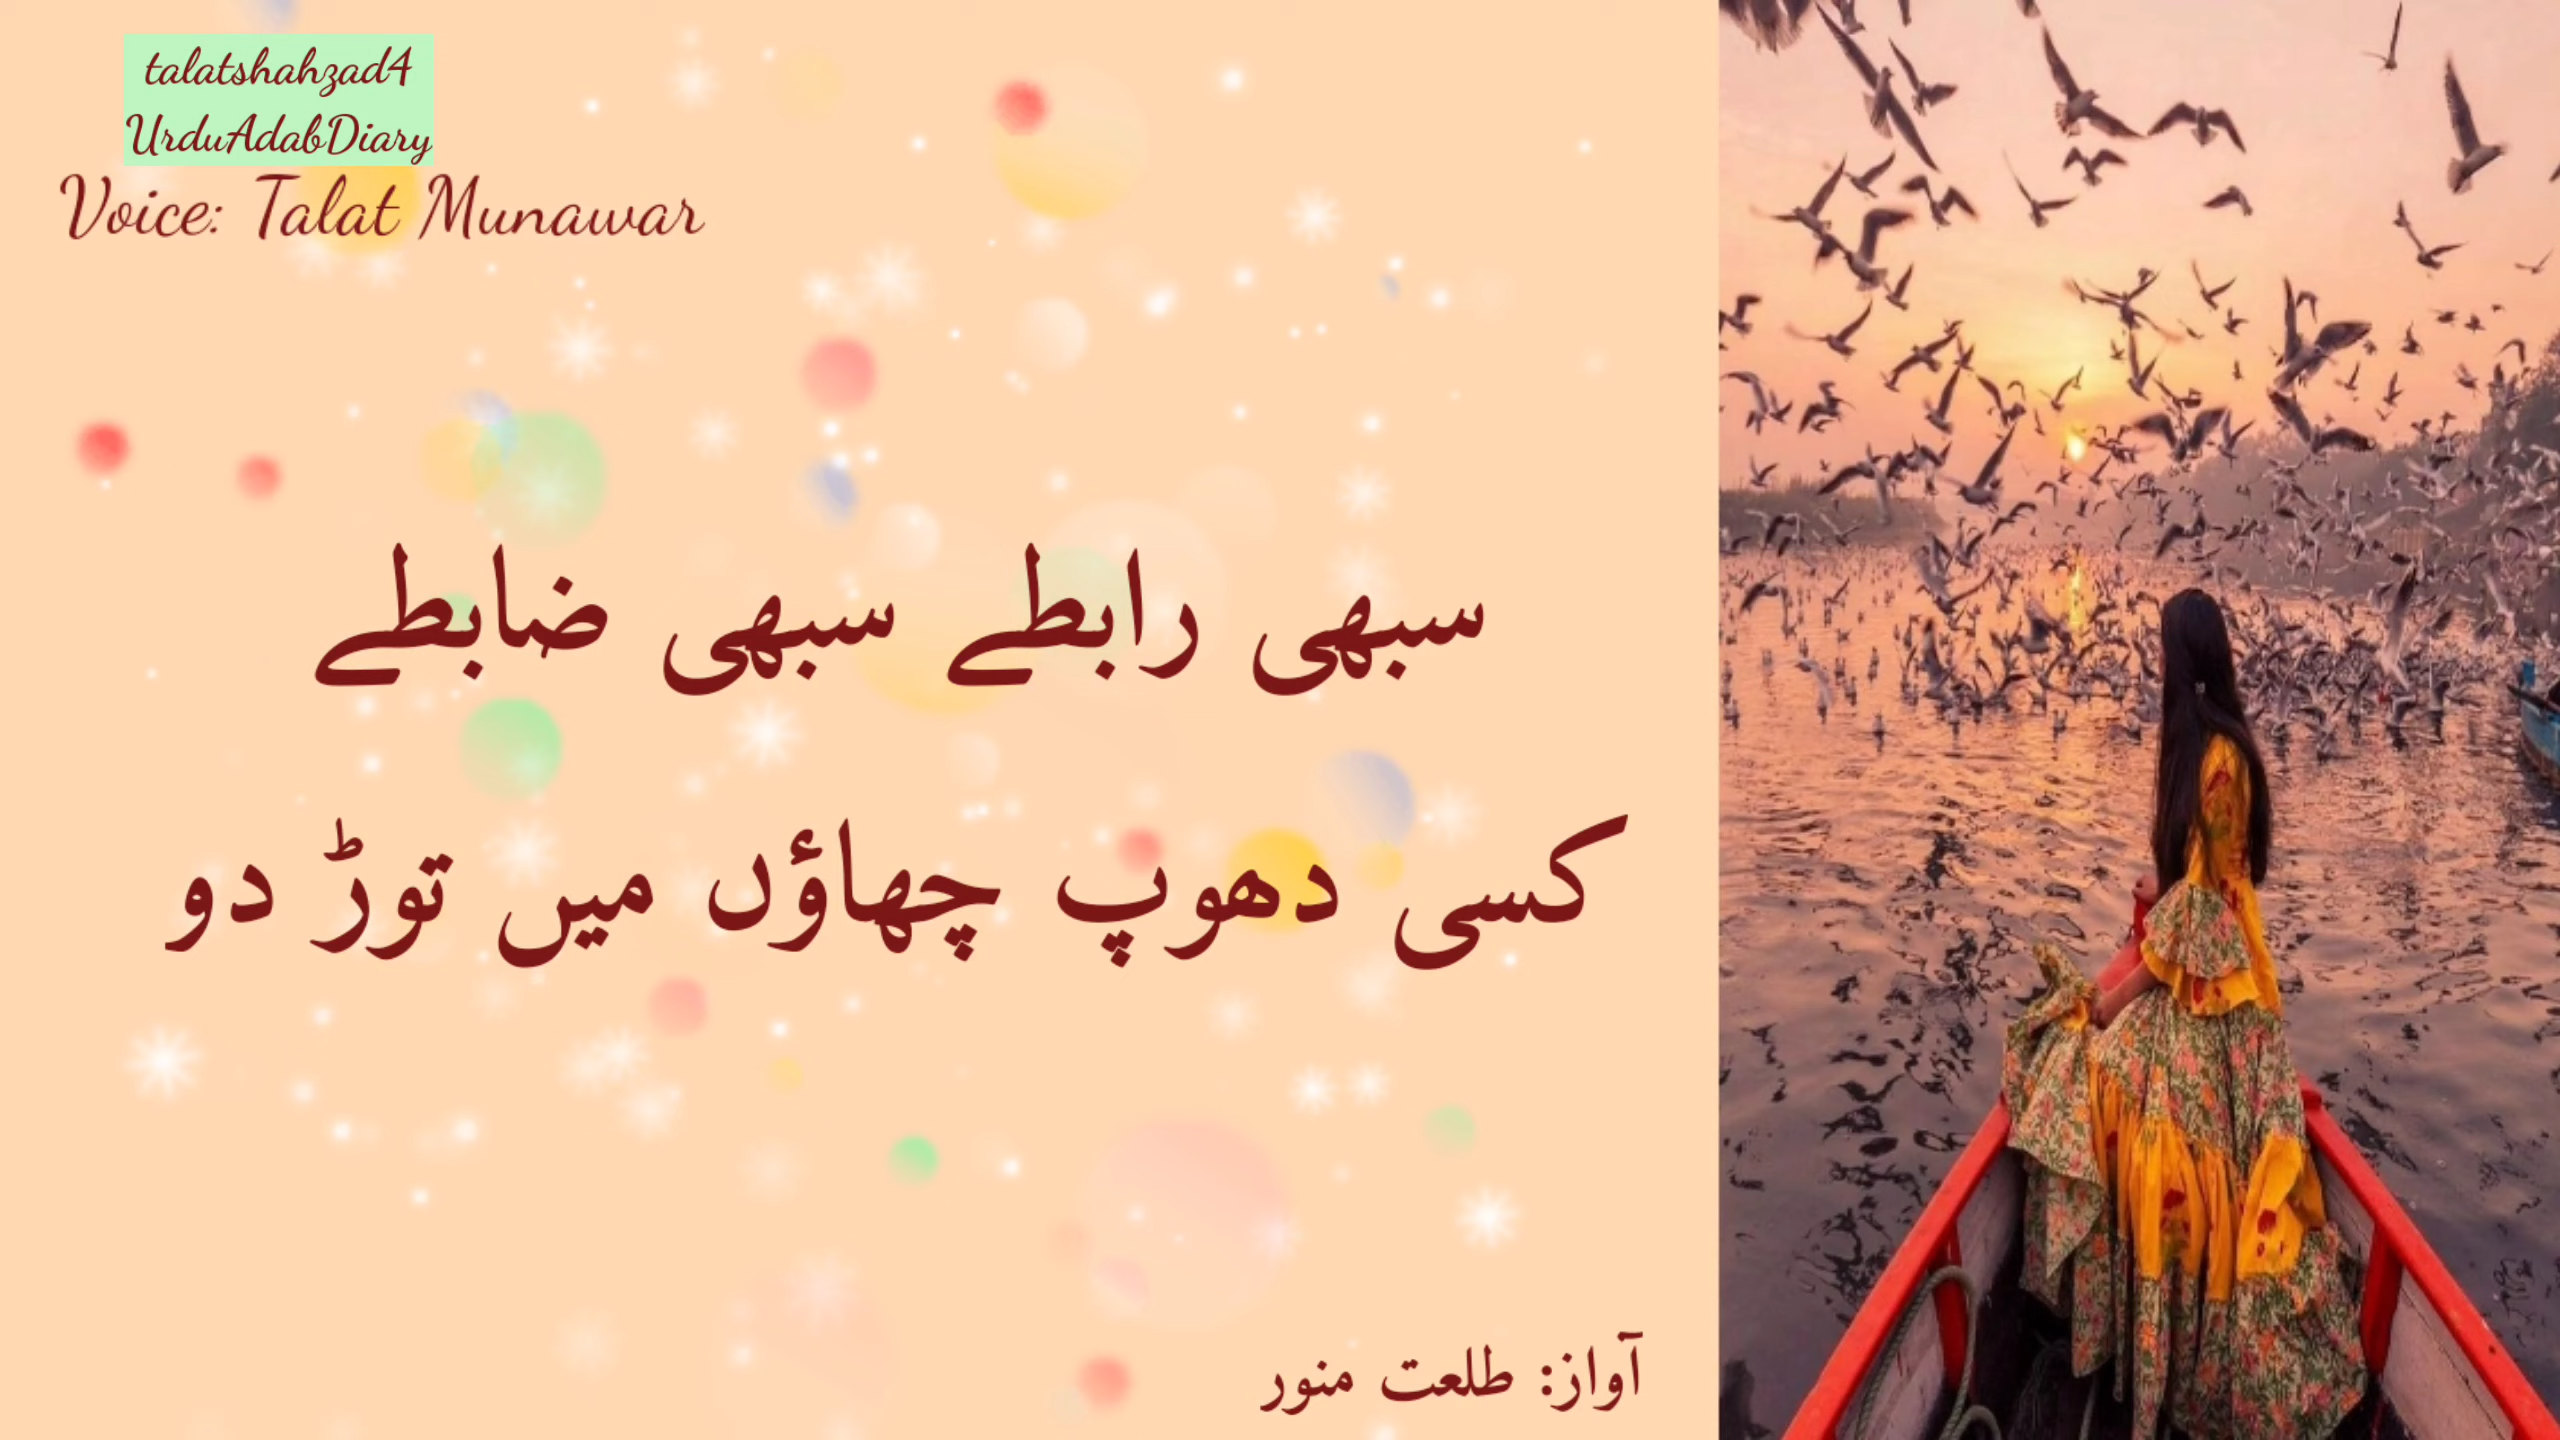 talatshahzad4
UrduAdabDiary
Voice: Talat Munawar
سبھی رابطے سبھی ضابطے
کسی دھوپ چھاؤں میں توڑ دو
آواز: طلعت منور